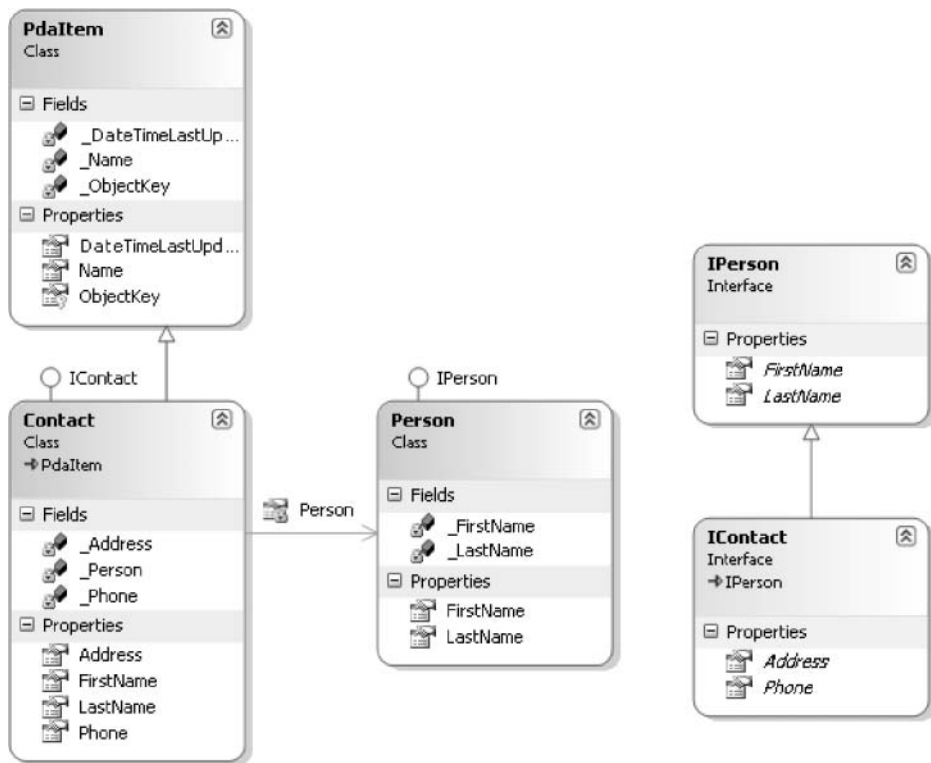 PdaItem
Class
Fields
_DateTimeLastUp...
_Name
_ObjectKey
Properties
DateTimeLastUpd...
Name
ObjectKey
IContact
Contact
Class
PdaItem
Fields
_Address
_Person
_Phone
Properties
Address
FirstName
LastName
Phone
Person
IPerson
Person
Class
Fields
_FirstName
_LastName
Properties
FirstName
LastName
IPerson
Interface
Properties
FirstName
LastName
IContact
Interface
IPerson
Properties
Address
Phone